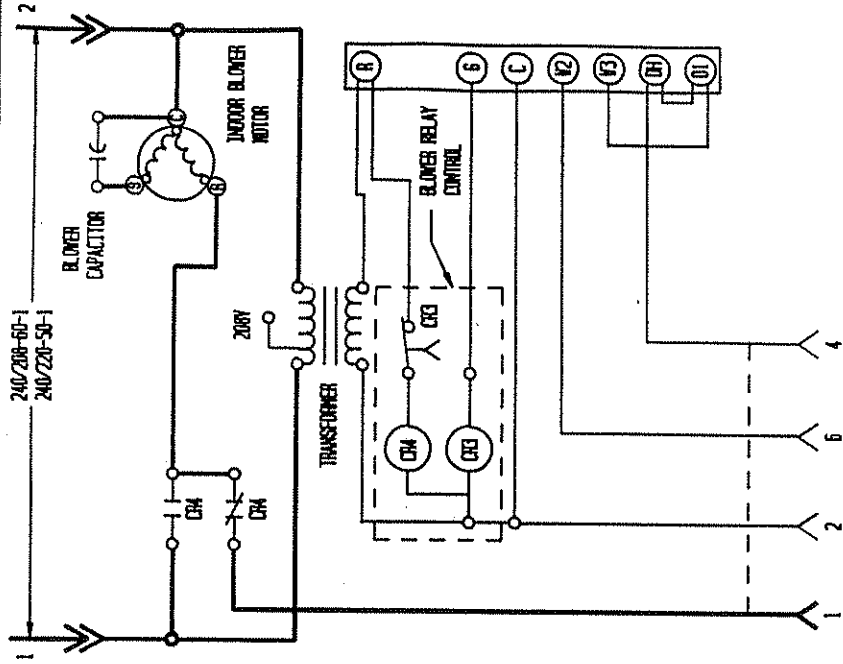 1
2
240/208-60-1
240/220-50-1
BLOWER
CAPACITOR
S
C
R
INDOOR BLOWER
MOTOR
CR4
CR4
208V
TRANSFORMER
CR4
CR3
CR3
BLOWER RELAY
CONTROL
R
G
C
W2
W3
DH
D1
1
2
6
4